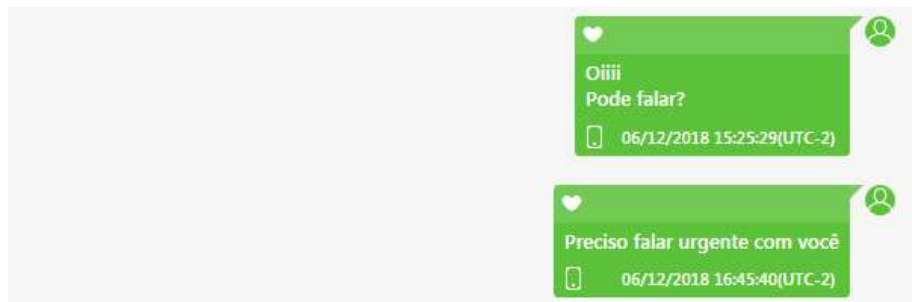 Oiiii
Pode falar?
06/12/2018 15:25:29(UTC-2)
Preciso falar urgente com você
06/12/2018 16:45:40(UTC-2)